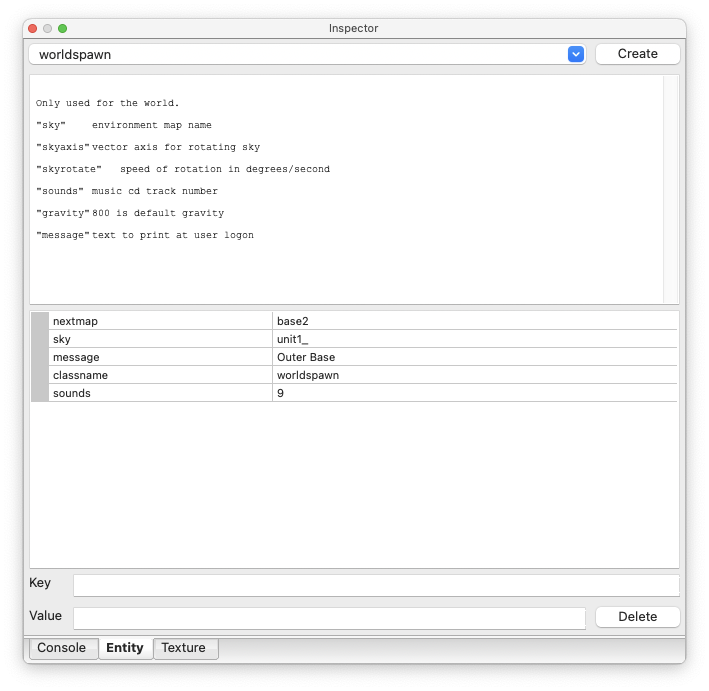 Inspector
worldspawn
Create
Only used for the world.
"sky" environment map name
"skyaxis" vector axis for rotating sky
"skyrotate" speed of rotation in degrees/second
"sounds" music cd track number
"gravity" 800 is default gravity
"message" text to print at user logon
nextmap base2
sky unit1_
message Outer Base
classname worldspawn
sounds 9
Key
Value
Delete
Console Entity Texture